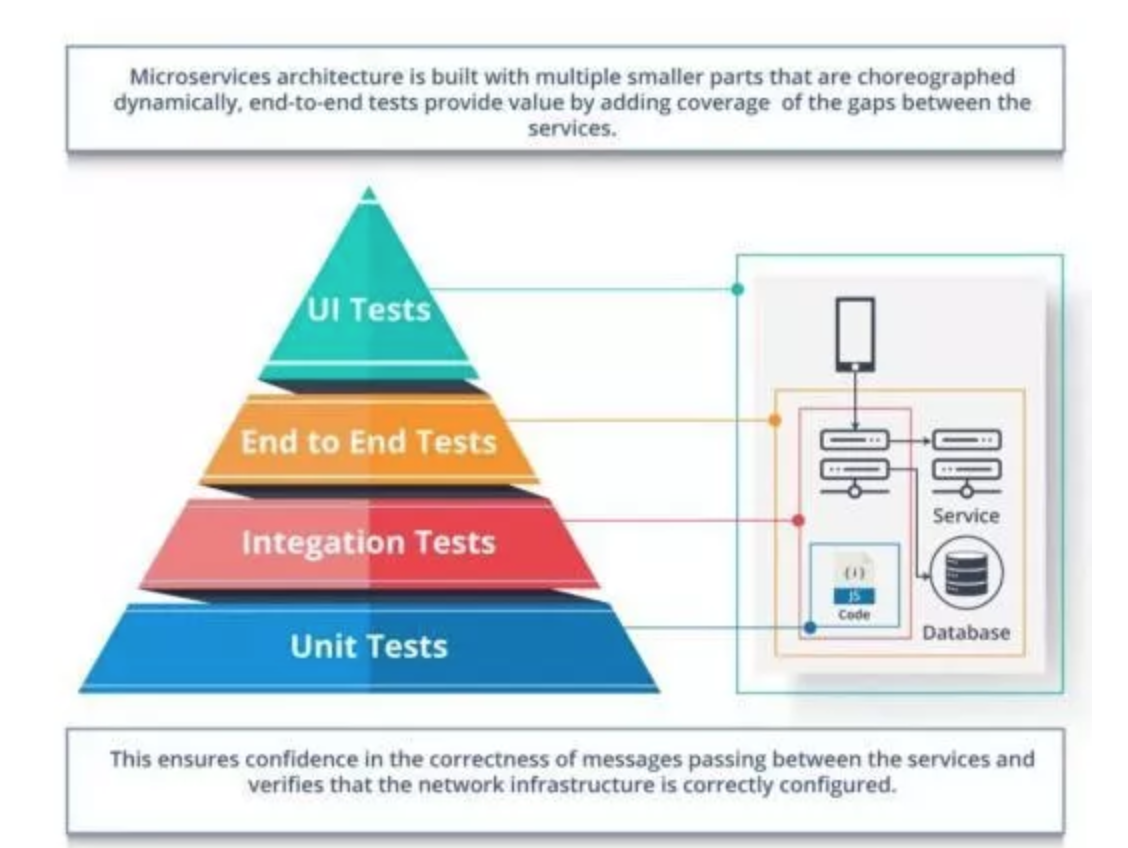 Microservices architecture is built with multiple smaller parts that are choreographed
dynamically, end-to-end tests provide value by adding coverage of the gaps between the
services.
UI Tests
End to End Tests
Integation Tests
Unit Tests
Service
{i}
JS
Code
Database
This ensures confidence in the correctness of messages passing between the services and
verifies that the network infrastructure is correctly configured.